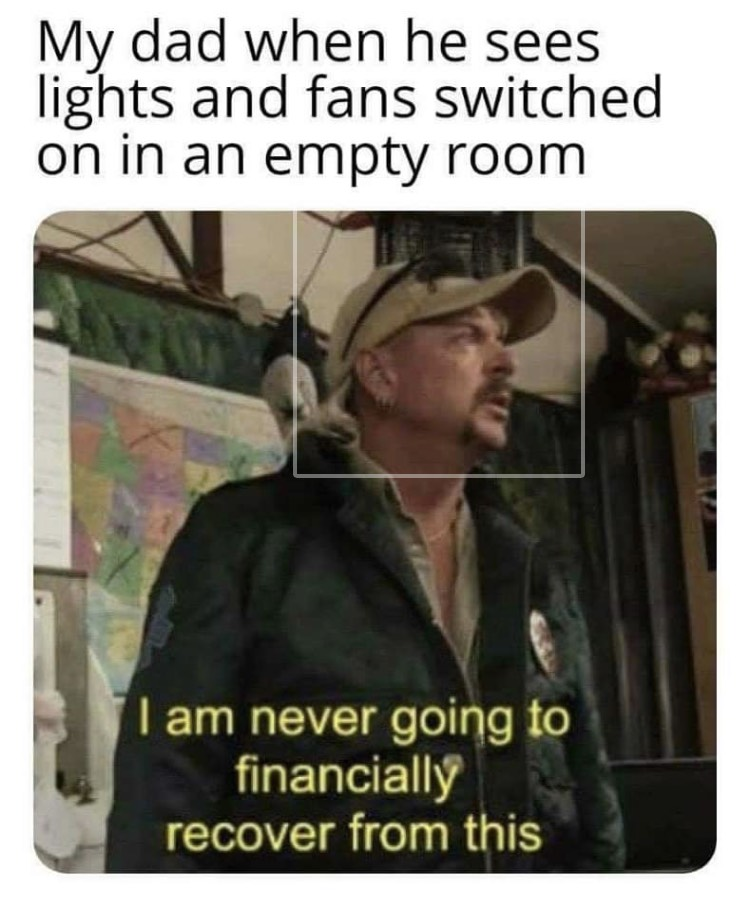 My dad when he sees
lights and fans switched
on in an empty room
I am never going to
financially
recover from this